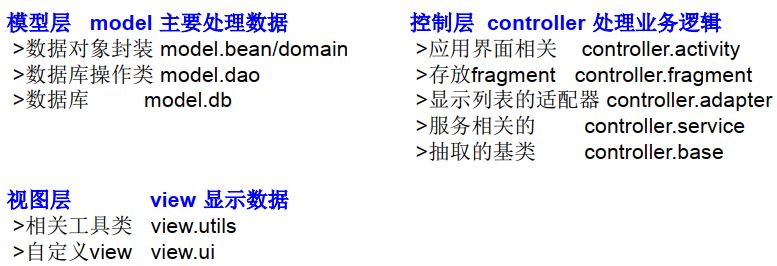 模型层 model 主要处理数据
>数据对象封装 model.bean/domain
>数据库操作类 model.dao
>数据库 model.db
控制层 controller 处理业务逻辑
>应用界面相关 controller.activity
>存放fragment controller.fragment
>显示列表的适配器 controller.adapter
>服务相关的 controller.service
>抽取的基类 controller.base
视图层 view 显示数据
>相关工具类 view.utils
>自定义view view.ui